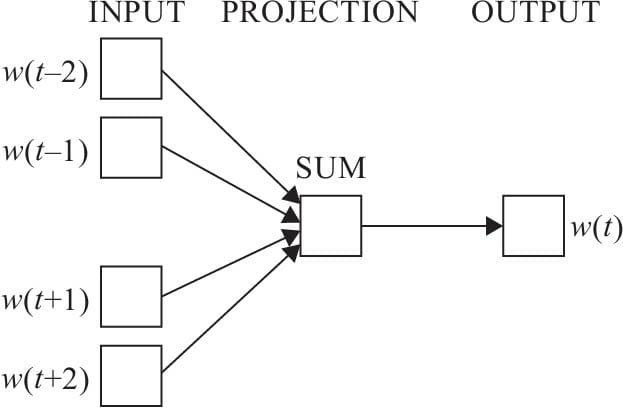 INPUT PROJECTION OUTPUT
w(t–2)
w(t–1)
SUM
w(t)
w(t+1)
w(t+2)